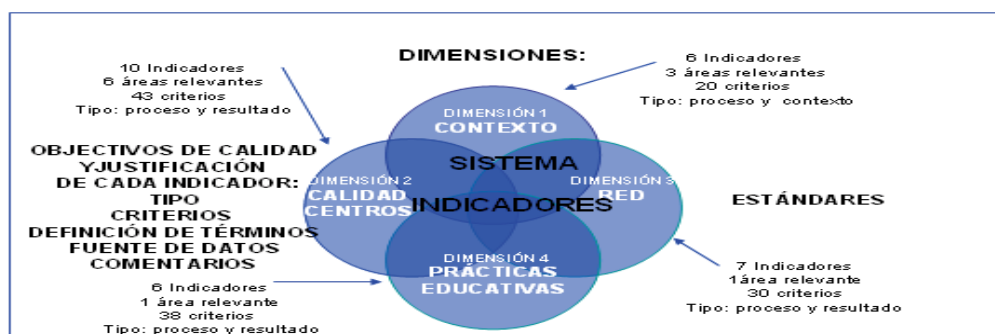 DIMENSIONES:
10 Indicadores
6 áreas relevantes
43 criterios
Tipo: proceso y resultado
6 Indicadores
3 áreas relevantes
20 criterios
Tipo: proceso y contexto
DIMENSIÓN 1
CONTEXTO
OBJECTIVOS DE CALIDAD
YJUSTIFICACIÓN
DE CADA INDICADOR:
TIPO
CRITERIOS
DEFINICIÓN DE TÉRMINOS
FUENTE DE DATOS
COMENTARIOS
SISTEMA
INDICADORES
DIMENSIÓN 2
CALIDAD
CENTROS
DIMENSIÓN 3
RED
ESTÁNDARES
DIMENSIÓN 4
PRÁCTICAS
EDUCATIVAS
6 Indicadores
1 área relevante
38 criterios
Tipo: proceso y resultado
7 Indicadores
1área relevante
30 criterios
Tipo: proceso y resultado